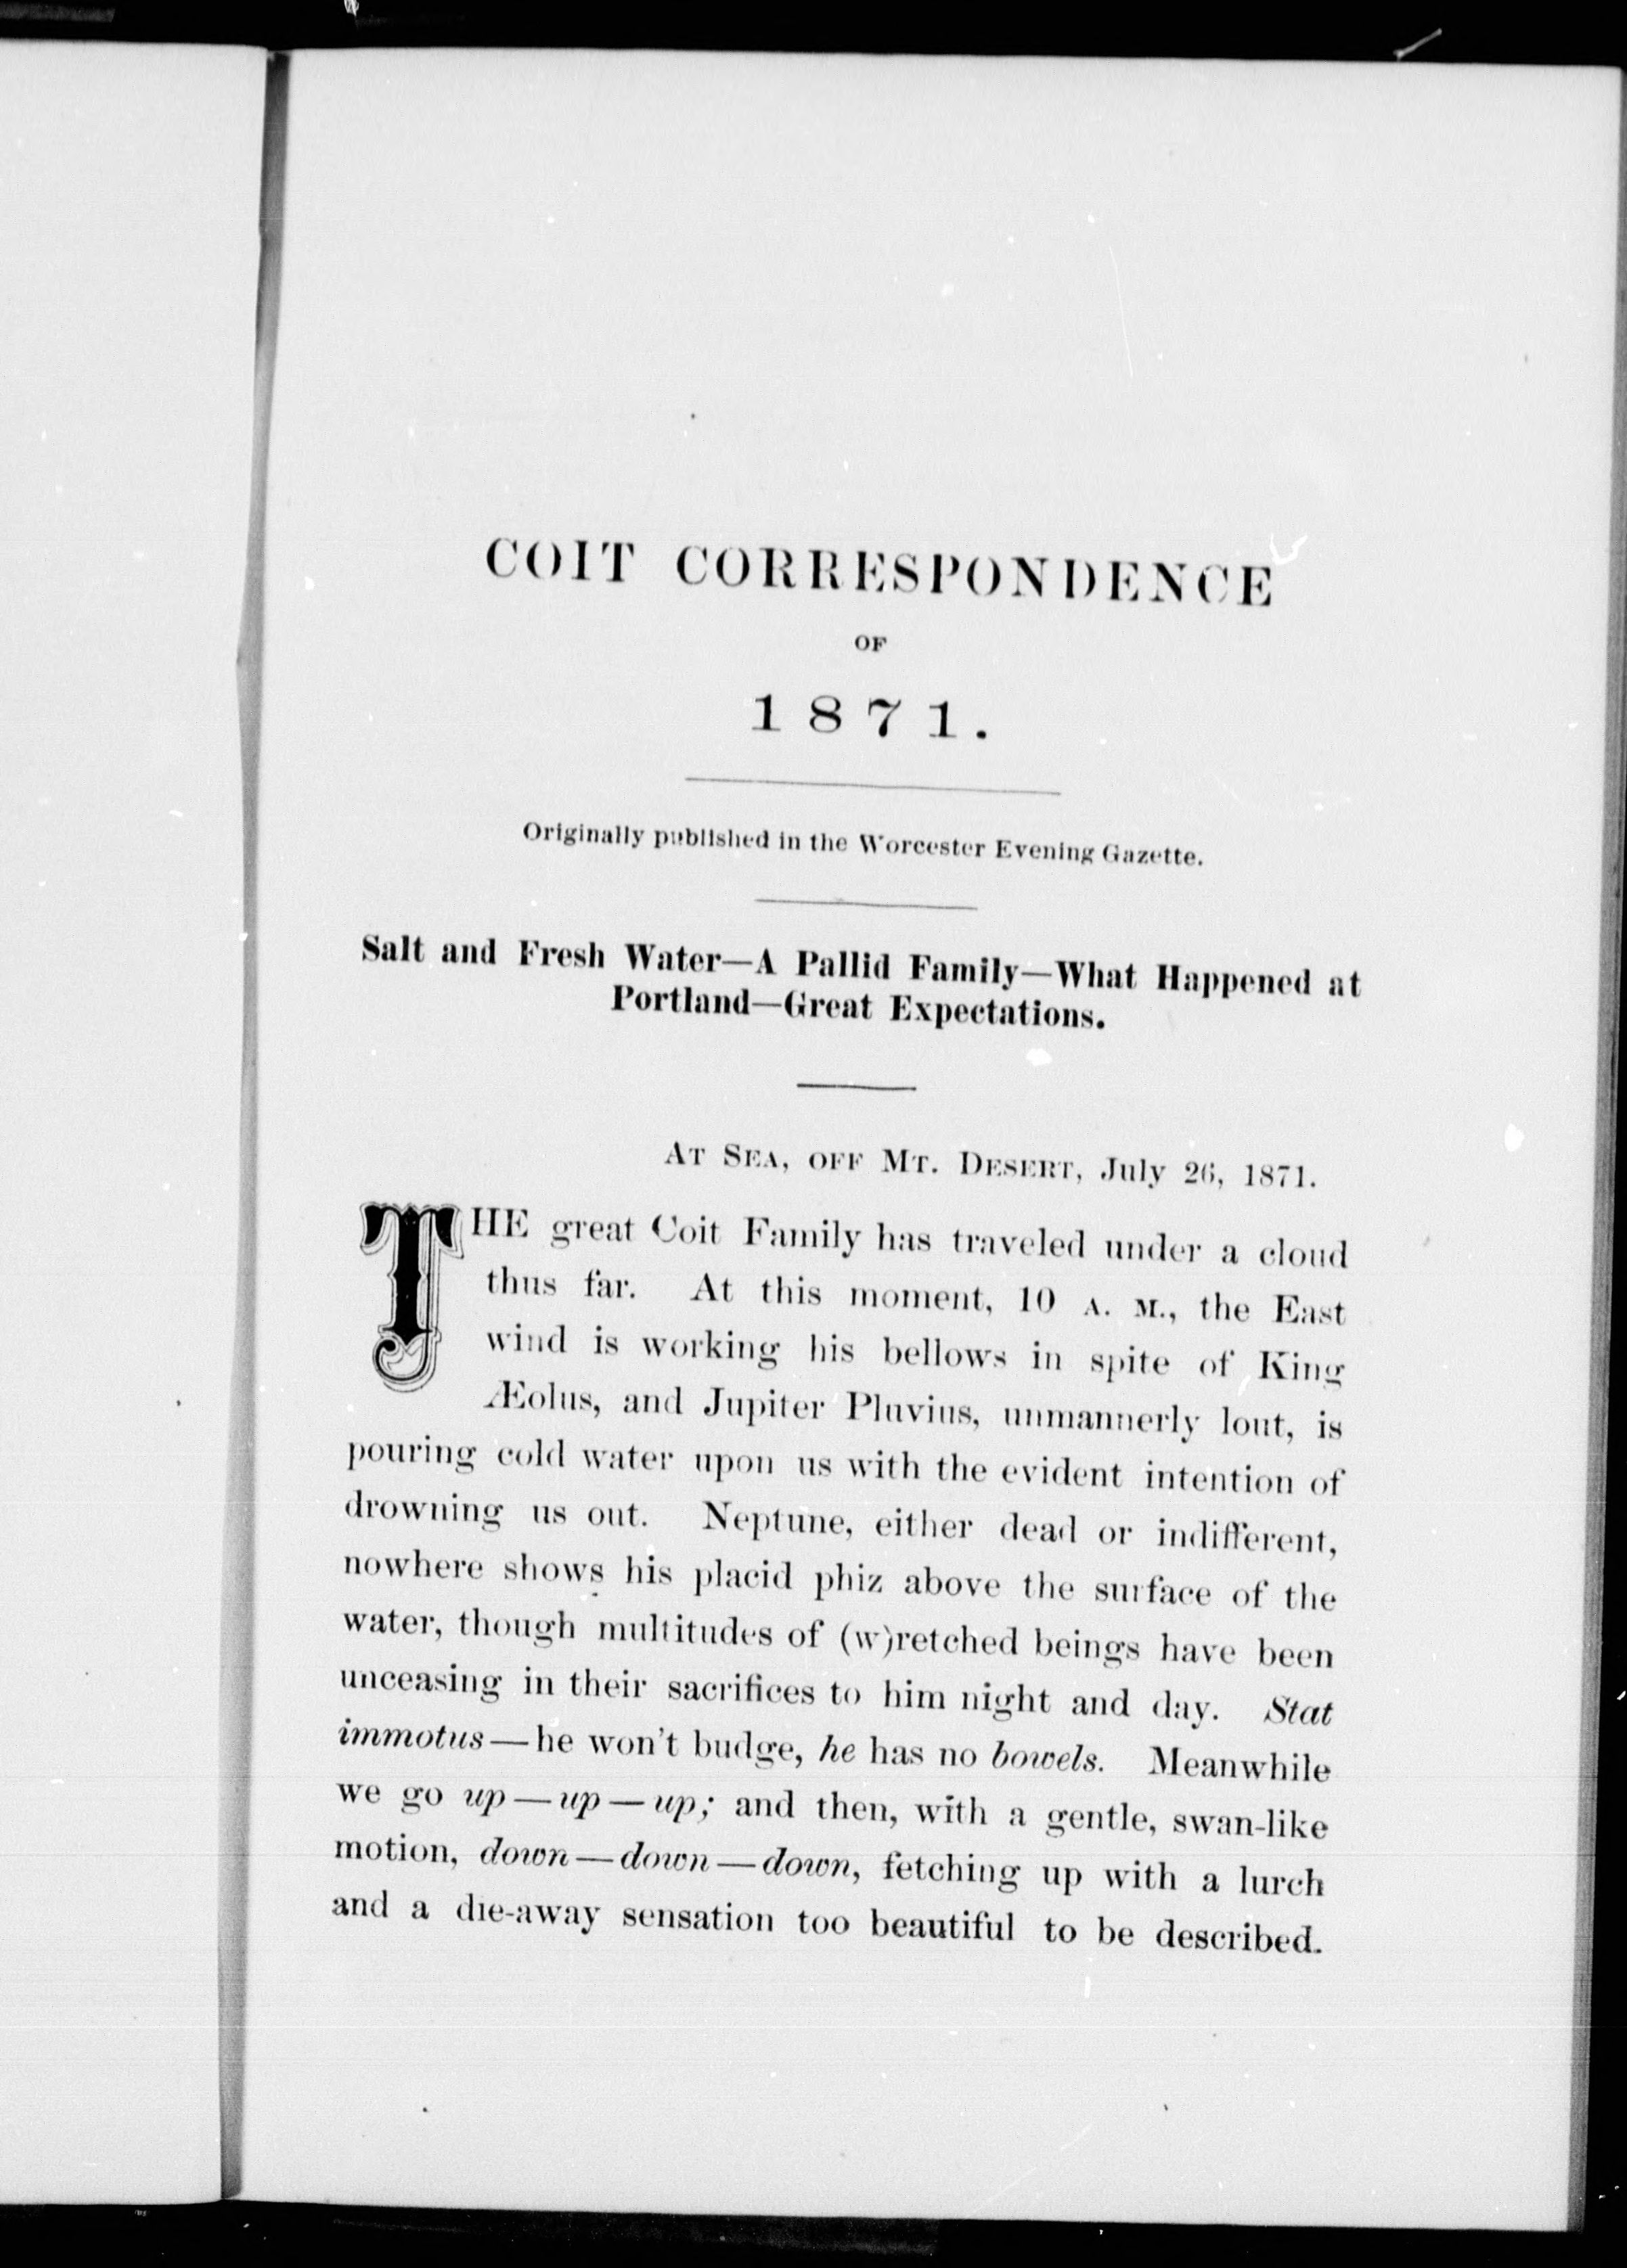 COIT CORRESPONDENCE
OF
1871.
Originally published in the Worcester Evening Gazette.
Salt and Fresh Water—A Pallid Family—What Happened at
Portland—Great Expectations.
At Sea, off Mt. Desert, July 26, 1871.
THE great Coit Family has traveled under a cloud
thus far. At this moment, 10 A. M., the East
wind is working his bellows in spite of King
Æolus, and Jupiter Pluvius, unmannerly lout, is
pouring cold water upon us with the evident intention of
drowning us out. Neptune, either dead or indifferent,
nowhere shows his placid phiz above the surface of the
water, though multitudes of (w)retched beings have been
unceasing in their sacrifices to him night and day. Stat
immotus—he won't budge, he has no bowels. Meanwhile
we go up—up—up; and then, with a gentle, swan-like
motion, down—down—down, fetching up with a lurch
and a die-away sensation too beautiful to be described.